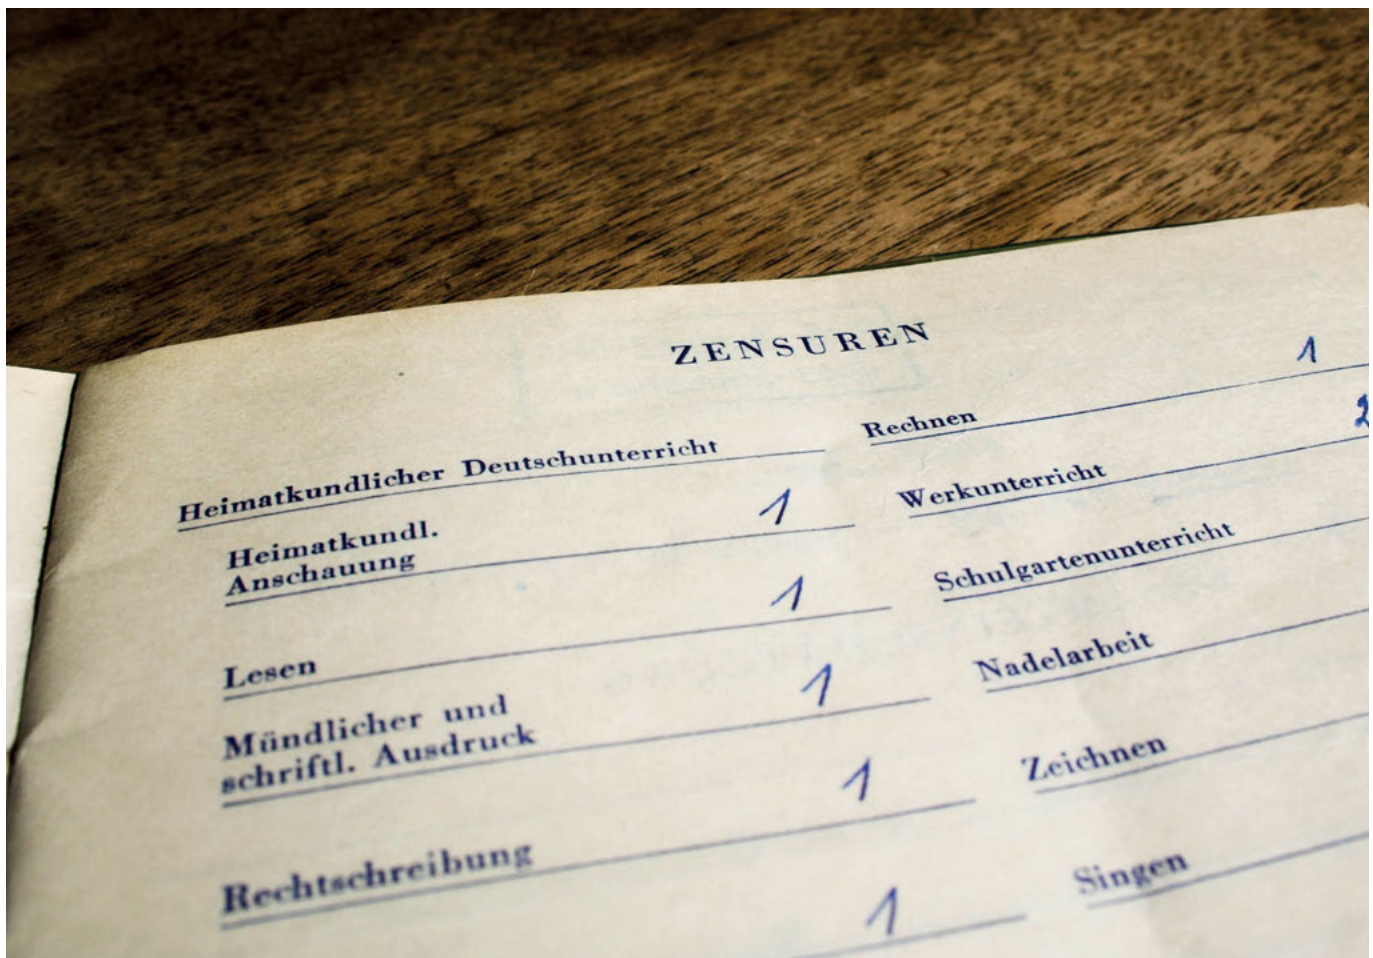 ZENSUREN
Heimatkundlicher Deutschunterricht
Heimatkundl.
Anschauung 1
Lesen 1
Mündlicher und
schriftl. Ausdruck 1
Rechtschreibung 1
1
Rechnen 1
Werkunterricht 2
Schulgartenunterricht
Nadelarbeit
Zeichnen
Singen